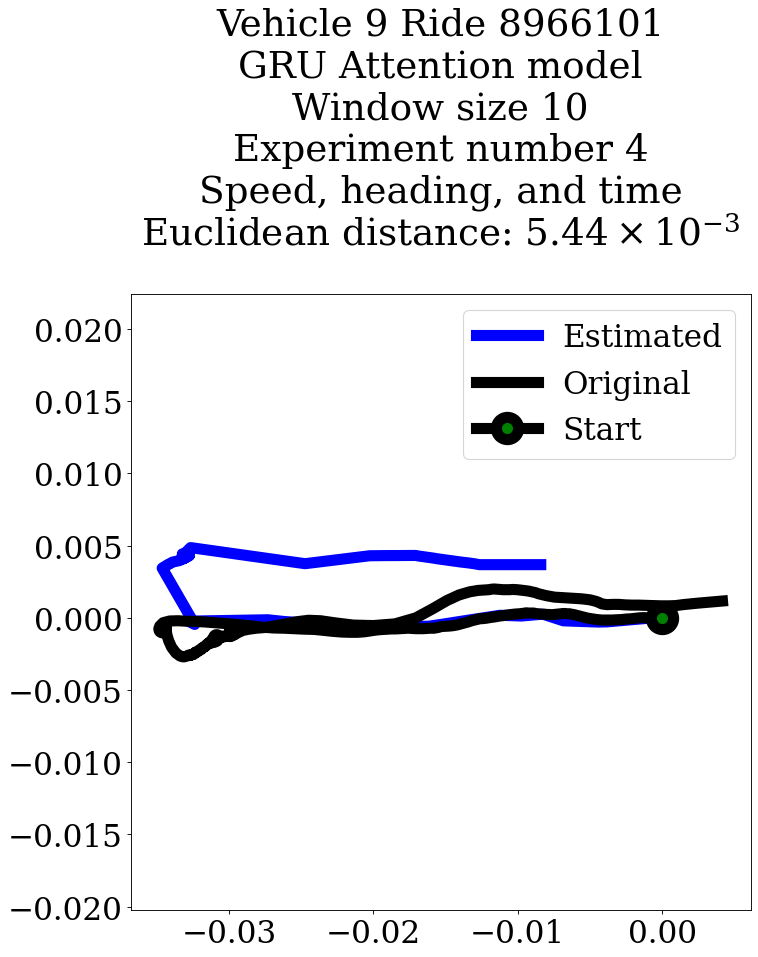 Vehicle 9 Ride 8966101
GRU Attention model
Window size 10
Experiment number 4
Speed, heading, and time
Euclidean distance: 5.44 × 10⁻³
Estimated
Original
Start
0.020
0.015
0.010
0.005
0.000
−0.005
−0.010
−0.015
−0.020
−0.03 −0.02 −0.01 0.00